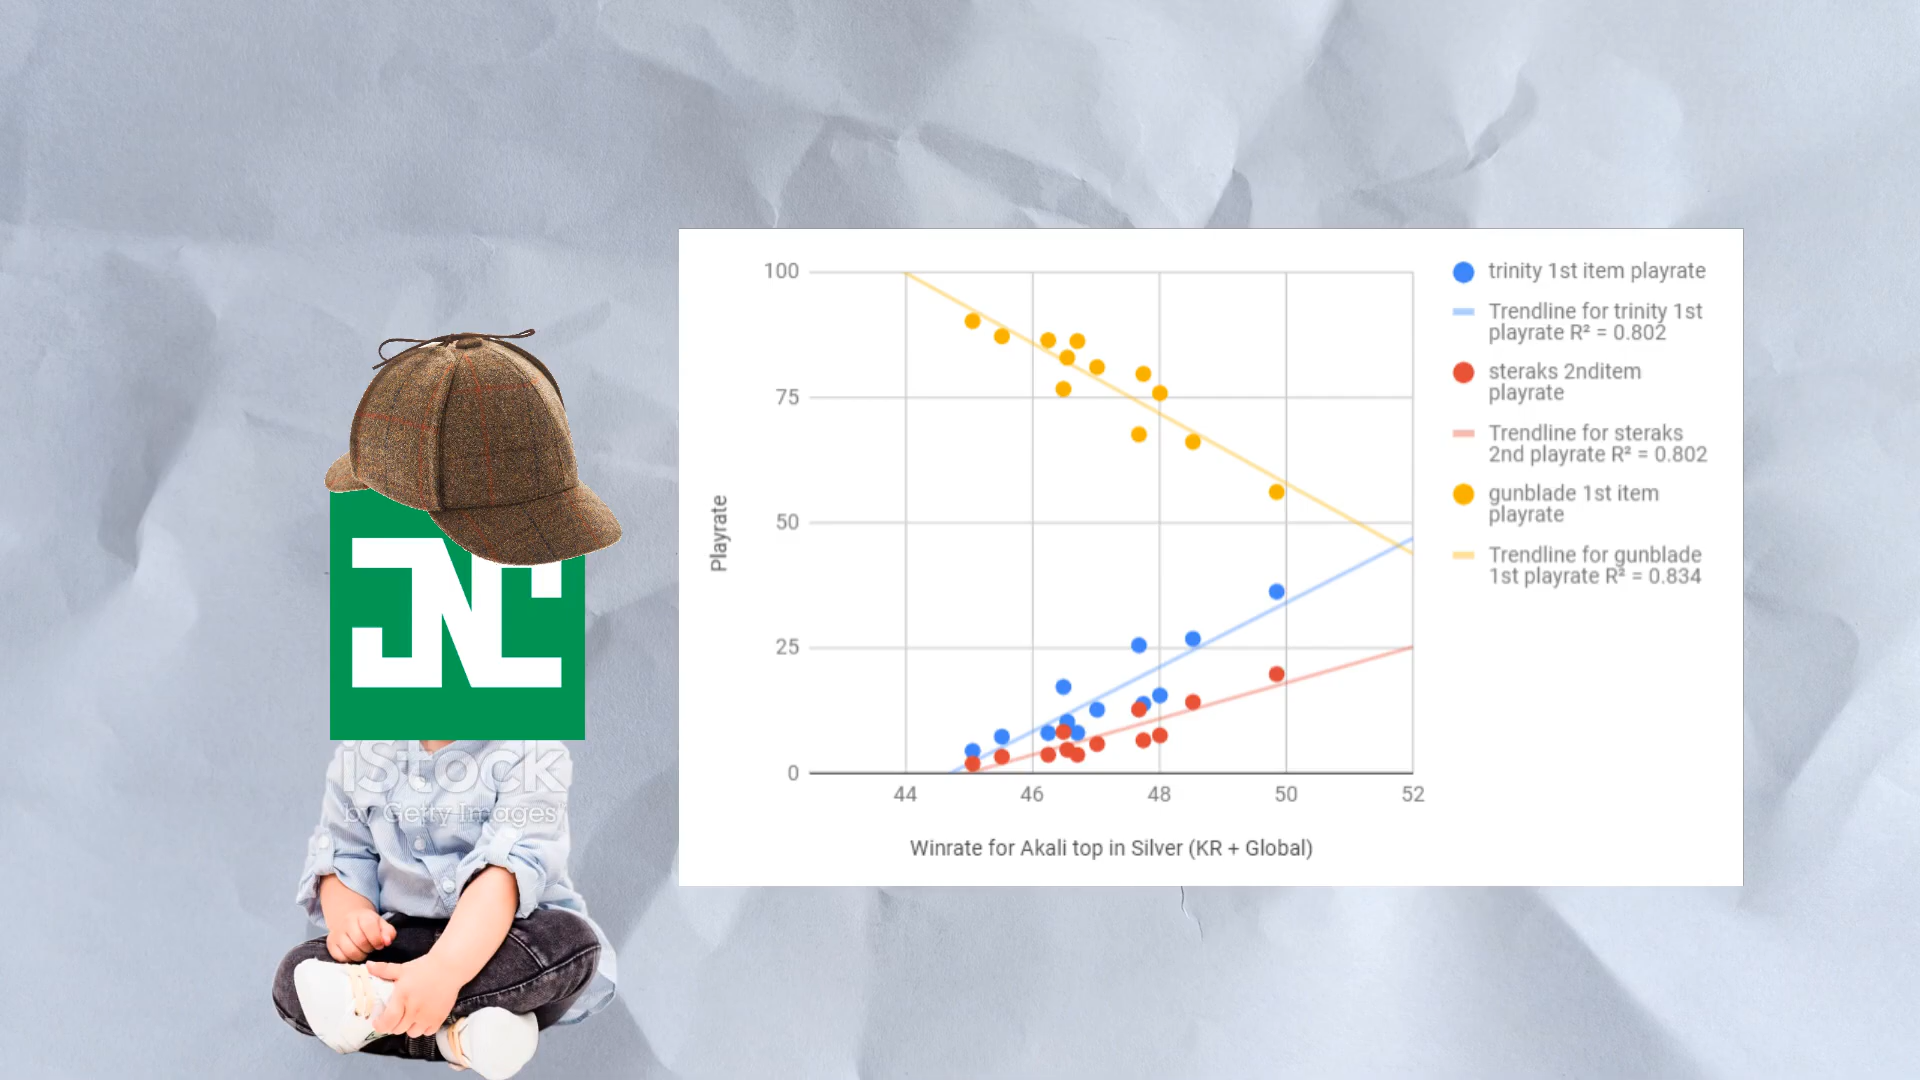 JNC
iStock
by Getty Images
100
75
50
25
0
44 46 48 50 52
Playrate
Winrate for Akali top in Silver (KR + Global)
trinity 1st item playrate
Trendline for trinity 1st
playrate R² = 0.802
steraks 2nditem
playrate
Trendline for steraks
2nd playrate R² = 0.802
gunblade 1st item
playrate
Trendline for gunblade
1st playrate R² = 0.834